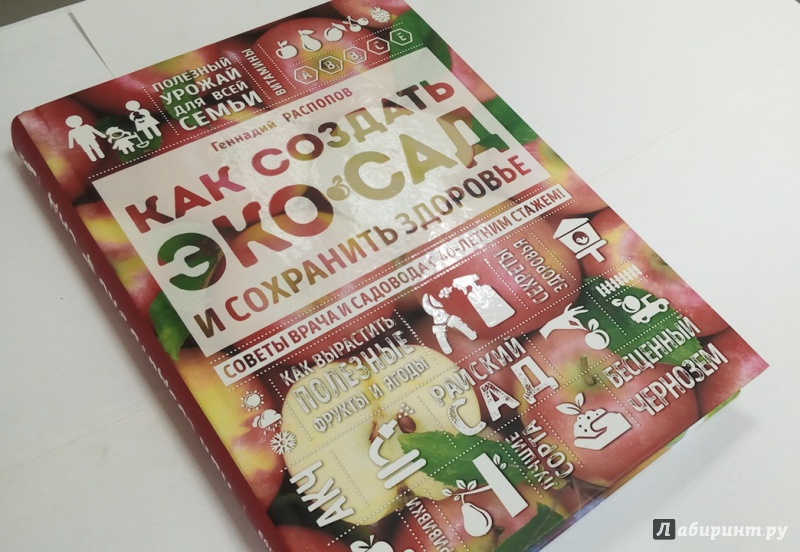 ПОЛЕЗНЫЙ
УРОЖАЙ
ДЛЯ ВСЕЙ
СЕМЬИ
ВИТАМИНЫ
A B B C E
Геннадий РАСПОПОВ
КАК СОЗДАТЬ
ЭКО САД
И СОХРАНИТЬ ЗДОРОВЬЕ
СОВЕТЫ ВРАЧА И САДОВОДА С 40-ЛЕТНИМ СТАЖЕМ!
СЕКРЕТЫ
ЗДОРОВЬЯ
КАК ВЫРАСТИТЬ
ПОЛЕЗНЫЕ
ФРУКТЫ И ЯГОДЫ
РАЙСКИЙ
САД
БЕСЦЕННЫЙ
ЧЕРНОЗЕМ
ЛУЧШИЕ
СОРТА
АКЧ
Лабиринт.ру